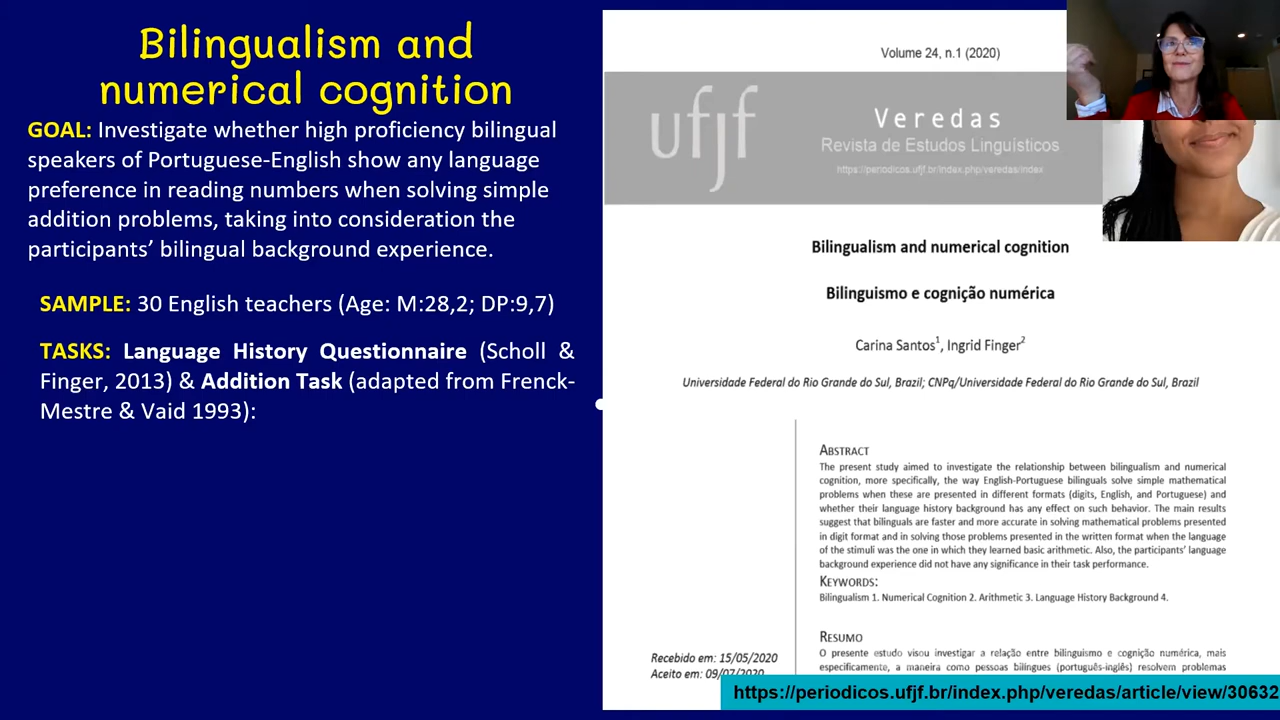 Bilingualism and
numerical cognition
GOAL: Investigate whether high proficiency bilingual
speakers of Portuguese-English show any language
preference in reading numbers when solving simple
addition problems, taking into consideration the
participants’ bilingual background experience.
SAMPLE: 30 English teachers (Age: M:28,2; DP:9,7)
TASKS: Language History Questionnaire (Scholl &
Finger, 2013) & Addition Task (adapted from Frenck-
Mestre & Vaid 1993):
Volume 24, n.1 (2020)
ufjf
Veredas
Revista de Estudos Linguísticos
https://periodicos.ufjf.br/index.php/veredas/index
Bilingualism and numerical cognition
Bilinguismo e cognição numérica
Carina Santos1, Ingrid Finger2
Universidade Federal do Rio Grande do Sul, Brazil; CNPq/Universidade Federal do Rio Grande do Sul, Brazil
ABSTRACT
The present study aimed to investigate the relationship between bilingualism and numerical
cognition, more specifically, the way English-Portuguese bilinguals solve simple mathematical
problems when these are presented in different formats (digits, English, and Portuguese) and
whether their language history background has any effect on such behavior. The main results
suggest that bilinguals are faster and more accurate in solving mathematical problems presented
in digit format and in solving those problems presented in the written format when the language
of the stimuli was the one in which they learned basic arithmetic. Also, the participants’ language
background experience did not have any significance in their task performance.
KEYWORDS:
Bilingualism 1. Numerical Cognition 2. Arithmetic 3. Language History Background 4.
RESUMO
O presente estudo visou investigar a relação entre bilinguismo e cognição numérica, mais
especificamente, a maneira como pessoas bilíngues (português-inglês) resolvem problemas
Recebido em: 15/05/2020
Aceito em: 09/07/2020
https://periodicos.ufjf.br/index.php/veredas/article/view/30632